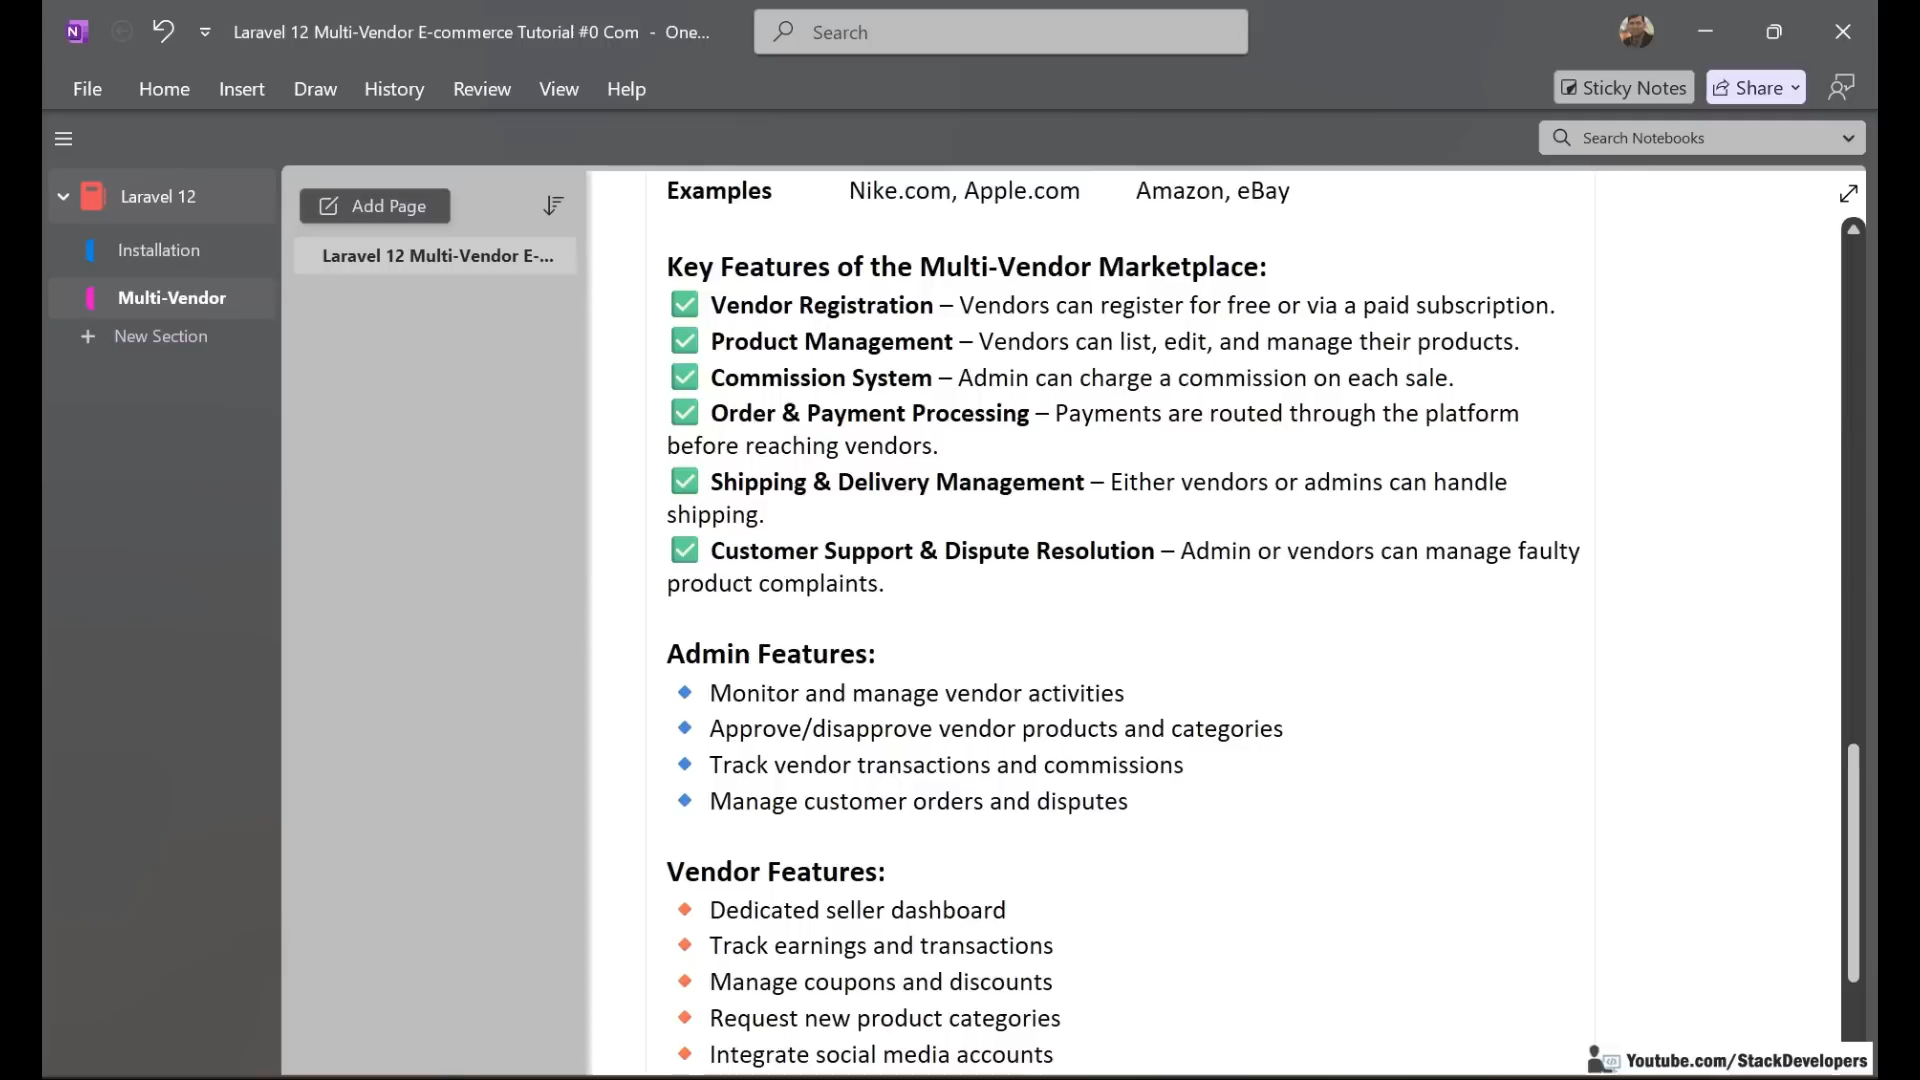 Laravel 12 Multi-Vendor E-commerce Tutorial #0 Com - One...
Search
File Home Insert Draw History Review View Help
Sticky Notes
Share
Search Notebooks
Laravel 12
Installation
Multi-Vendor
New Section
Add Page
Laravel 12 Multi-Vendor E-...
Examples Nike.com, Apple.com Amazon, eBay
Key Features of the Multi-Vendor Marketplace:
✅ Vendor Registration – Vendors can register for free or via a paid subscription.
✅ Product Management – Vendors can list, edit, and manage their products.
✅ Commission System – Admin can charge a commission on each sale.
✅ Order & Payment Processing – Payments are routed through the platform
before reaching vendors.
✅ Shipping & Delivery Management – Either vendors or admins can handle
shipping.
✅ Customer Support & Dispute Resolution – Admin or vendors can manage faulty
product complaints.
Admin Features:
🔹 Monitor and manage vendor activities
🔹 Approve/disapprove vendor products and categories
🔹 Track vendor transactions and commissions
🔹 Manage customer orders and disputes
Vendor Features:
🔸 Dedicated seller dashboard
🔸 Track earnings and transactions
🔸 Manage coupons and discounts
🔸 Request new product categories
🔸 Integrate social media accounts
Youtube.com/StackDevelopers